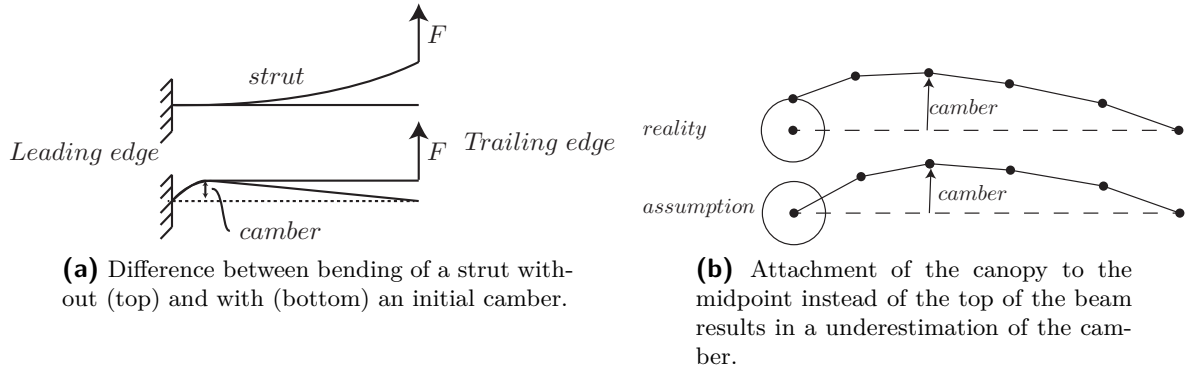 F
strut
Leading edge
F
Trailing edge
camber
(a) Difference between bending of a strut with-
out (top) and with (bottom) an initial camber.
camber
reality
camber
assumption
(b) Attachment of the canopy to the
midpoint instead of the top of the beam
results in a underestimation of the cam-
ber.